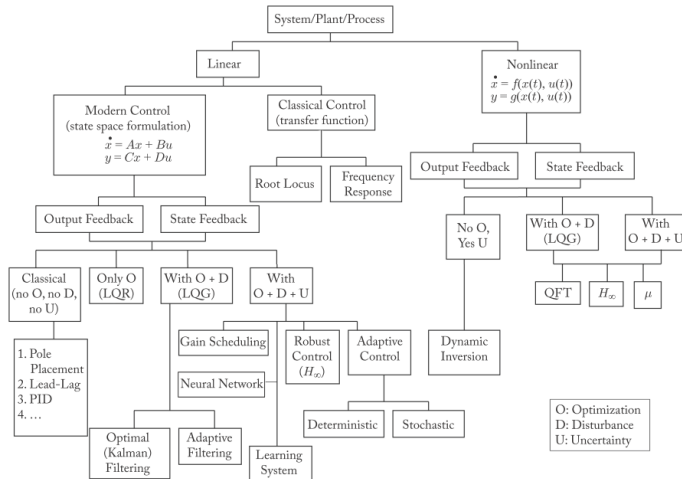 System/Plant/Process
Linear
Nonlinear
ẋ = f(x(t), u(t))
y = g(x(t), u(t))
Modern Control
(state space formulation)
ẋ = Ax + Bu
y = Cx + Du
Classical Control
(transfer function)
Root Locus
Frequency
Response
Output Feedback
State Feedback
Output Feedback
State Feedback
No O,
Yes U
With O + D
(LQG)
With
O + D + U
Classical
(no O, no D,
no U)
Only O
(LQR)
With O + D
(LQG)
With
O + D + U
QFT
H∞
μ
1. Pole
Placement
2. Lead-Lag
3. PID
4. …
Gain Scheduling
Robust
Control
(H∞)
Adaptive
Control
Dynamic
Inversion
Neural Network
Deterministic
Stochastic
Optimal
(Kalman)
Filtering
Adaptive
Filtering
Learning
System
O: Optimization
D: Disturbance
U: Uncertainty